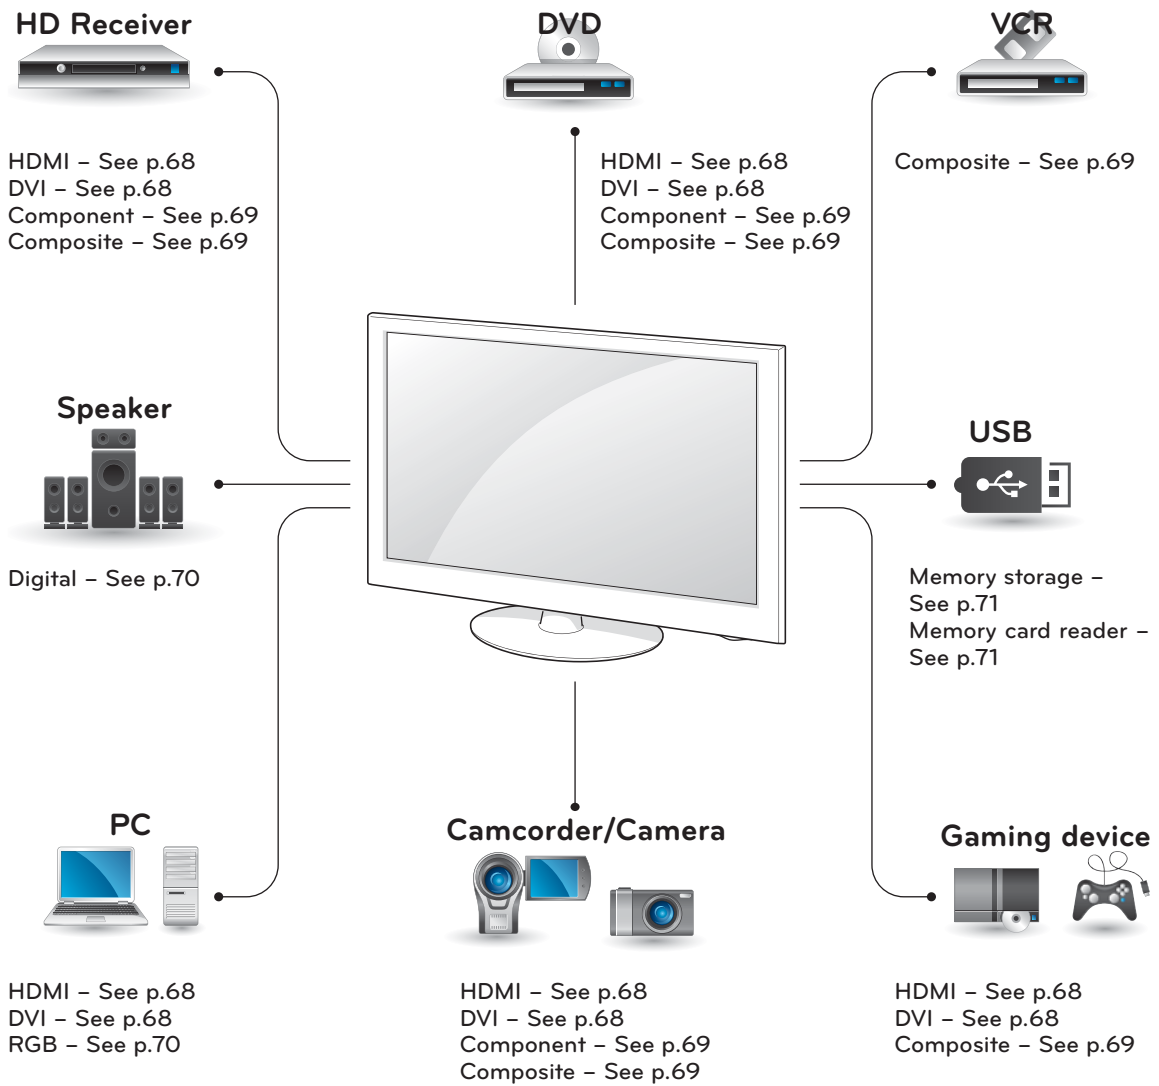 HD Receiver
HDMI – See p.68
DVI – See p.68
Component – See p.69
Composite – See p.69
DVD
HDMI – See p.68
DVI – See p.68
Component – See p.69
Composite – See p.69
VCR
Composite – See p.69
Speaker
Digital – See p.70
USB
Memory storage –
See p.71
Memory card reader –
See p.71
PC
HDMI – See p.68
DVI – See p.68
RGB – See p.70
Camcorder/Camera
HDMI – See p.68
DVI – See p.68
Component – See p.69
Composite – See p.69
Gaming device
HDMI – See p.68
DVI – See p.68
Composite – See p.69